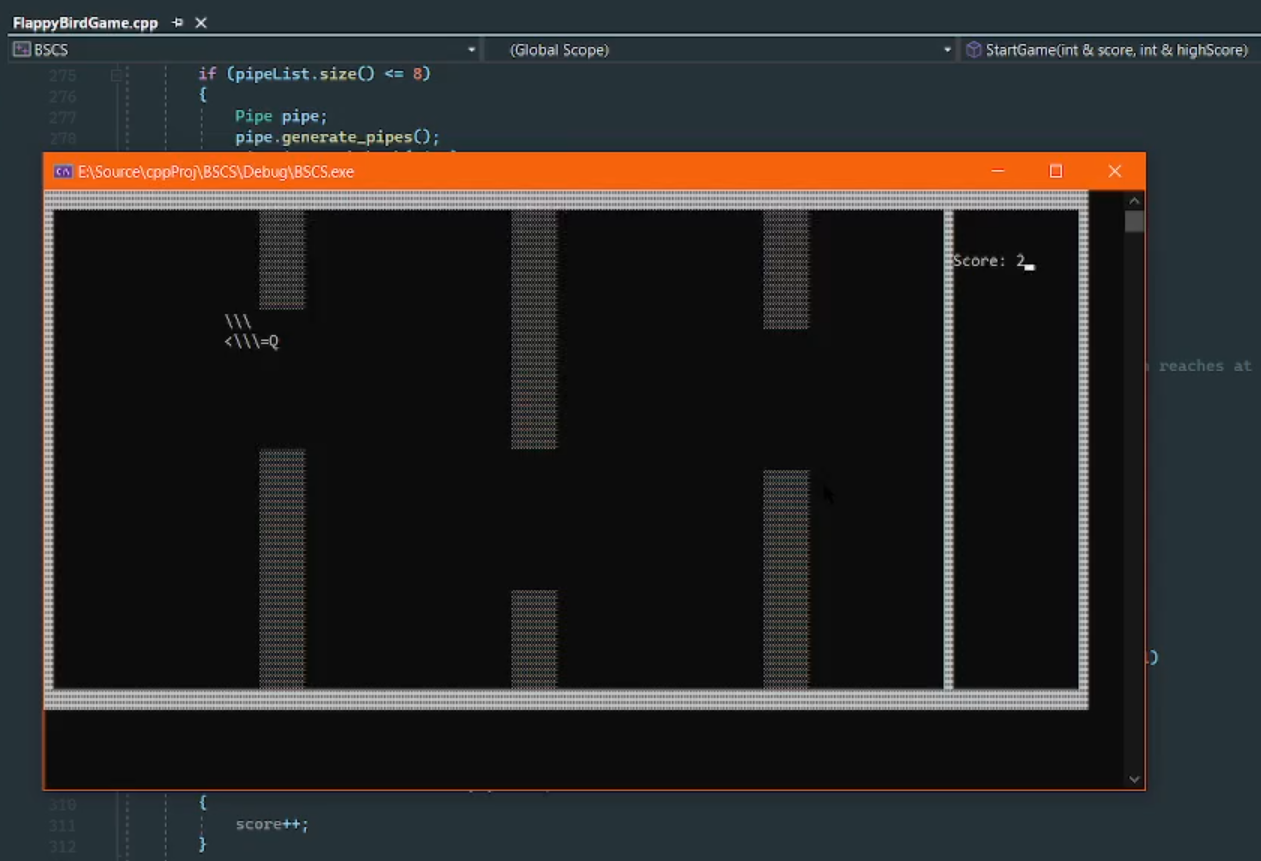 FlappyBirdGame.cpp
BSCS (Global Scope) StartGame(int & score, int & highScore)
275 if (pipeList.size() <= 8)
276 {
277 Pipe pipe;
278 pipe.generate_pipes();
E:\Source\cppProj\BSCS\Debug\BSCS.exe
Score: 2
\\\
<\\\=Q
reaches at
)
310 {
311 score++;
312 }